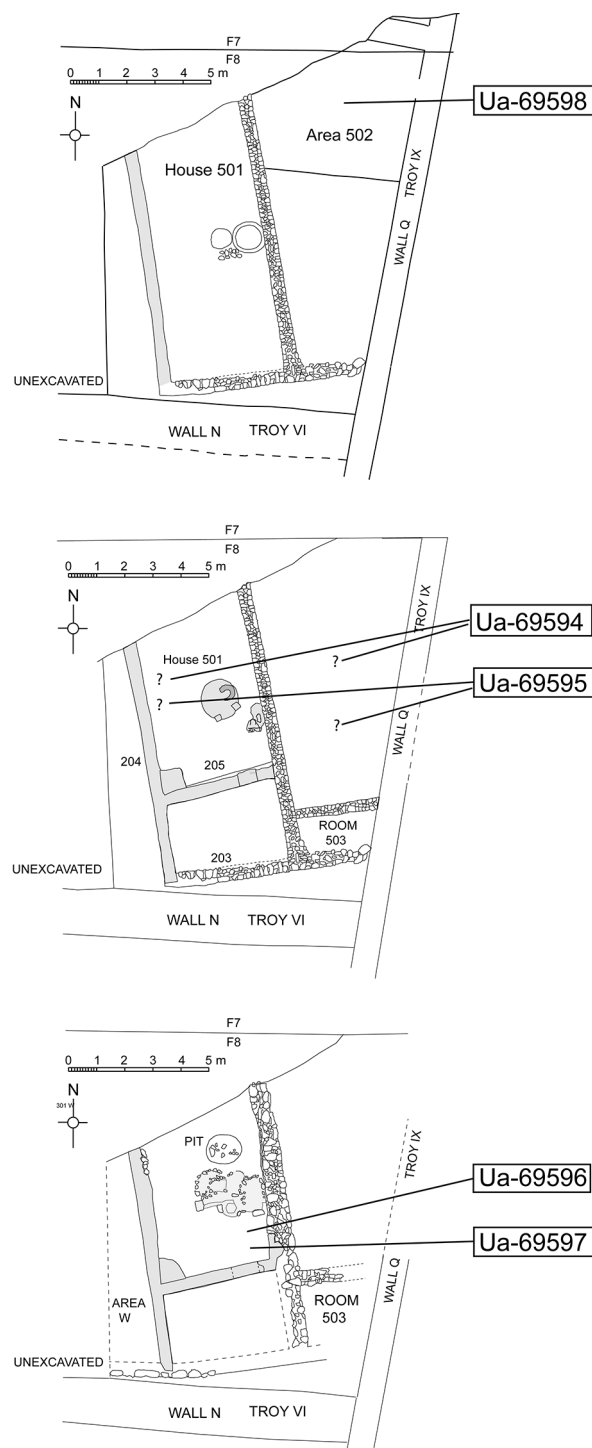 F7
F8
0 1 2 3 4 5 m
N
Ua-69598
Area 502
House 501
TROY IX
WALL Q
UNEXCAVATED
WALL N TROY VI
F7
F8
0 1 2 3 4 5 m
N
Ua-69594
TROY IX
House 501
?
?
Ua-69595
?
?
WALL Q
204
205
ROOM
503
203
UNEXCAVATED
WALL N TROY VI
F7
F8
0 1 2 3 4 5 m
N
301 W
PIT
TROY IX
Ua-69596
Ua-69597
WALL Q
AREA
W
ROOM
503
UNEXCAVATED
WALL N TROY VI